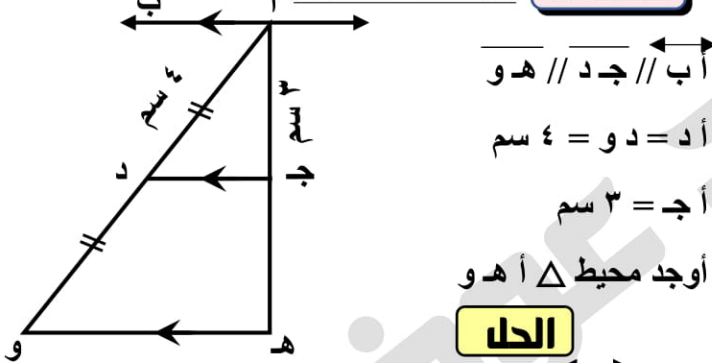 أ ب // جـ د // هـ و
أ د = د و = ٤ سم
أ جـ = ٣ سم
أوجد محيط △ أ هـ و
الحل
أ
ب
٤ سم
٣ سم
د
جـ
و
هـ